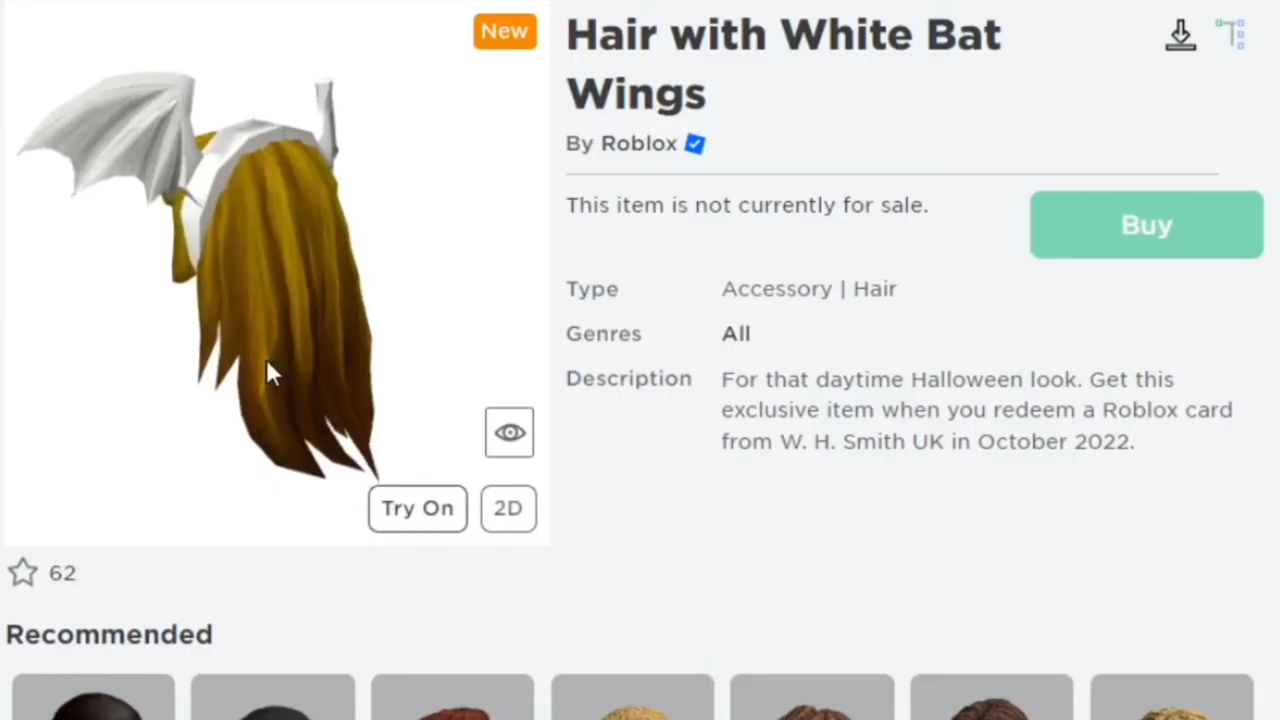 New
Hair with White Bat
Wings
By Roblox
This item is not currently for sale.
Buy
Type Accessory | Hair
Genres All
Description For that daytime Halloween look. Get this
exclusive item when you redeem a Roblox card
from W. H. Smith UK in October 2022.
Try On 2D
62
Recommended